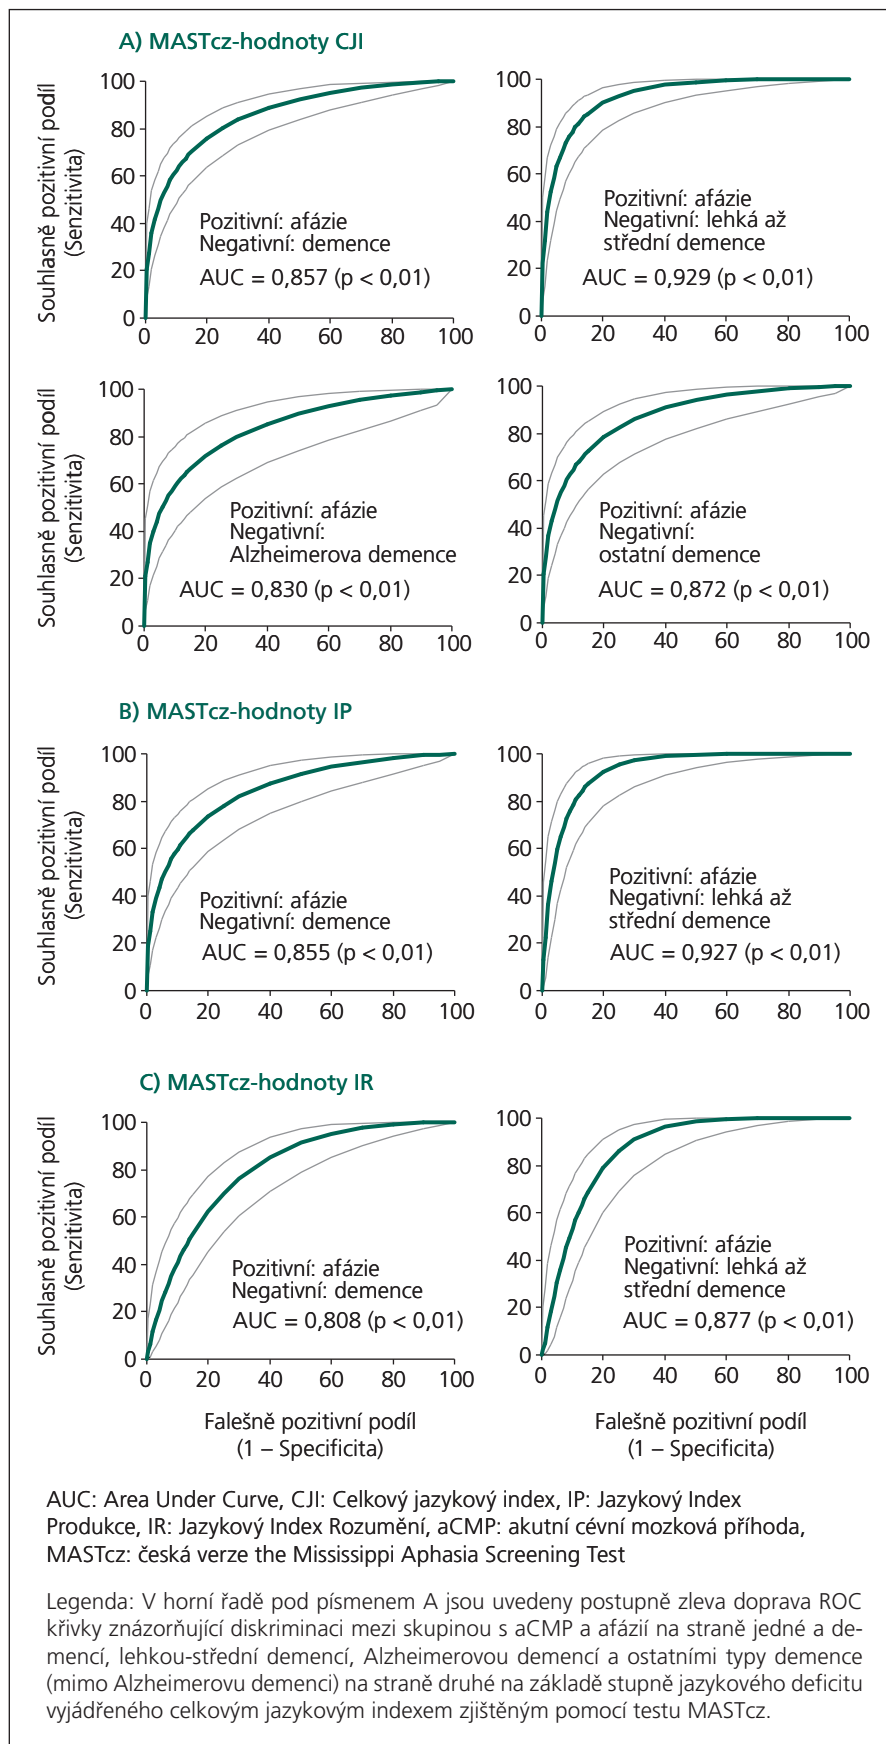 A) MASTcz-hodnoty CJI
Souhlasně pozitivní podíl
(Senzitivita)
100
80
60
40
20
0
0 20 40 60 80 100
Pozitivní: afázie
Negativní: demence
AUC = 0,857 (p < 0,01)
100
80
60
40
20
0
0 20 40 60 80 100
Pozitivní: afázie
Negativní: lehká až
střední demence
AUC = 0,929 (p < 0,01)
Souhlasně pozitivní podíl
(Senzitivita)
100
80
60
40
20
0
0 20 40 60 80 100
Pozitivní: afázie
Negativní:
Alzheimerova demence
AUC = 0,830 (p < 0,01)
100
80
60
40
20
0
0 20 40 60 80 100
Pozitivní: afázie
Negativní:
ostatní demence
AUC = 0,872 (p < 0,01)
B) MASTcz-hodnoty IP
Souhlasně pozitivní podíl
(Senzitivita)
100
80
60
40
20
0
0 20 40 60 80 100
Pozitivní: afázie
Negativní: demence
AUC = 0,855 (p < 0,01)
100
80
60
40
20
0
0 20 40 60 80 100
Pozitivní: afázie
Negativní: lehká až
střední demence
AUC = 0,927 (p < 0,01)
C) MASTcz-hodnoty IR
Souhlasně pozitivní podíl
(Senzitivita)
100
80
60
40
20
0
0 20 40 60 80 100
Pozitivní: afázie
Negativní: demence
AUC = 0,808 (p < 0,01)
Falešně pozitivní podíl
(1 – Specificita)
100
80
60
40
20
0
0 20 40 60 80 100
Pozitivní: afázie
Negativní: lehká až
střední demence
AUC = 0,877 (p < 0,01)
Falešně pozitivní podíl
(1 – Specificita)
AUC: Area Under Curve, CJI: Celkový jazykový index, IP: Jazykový Index
Produkce, IR: Jazykový Index Rozumění, aCMP: akutní cévní mozková příhoda,
MASTcz: česká verze the Mississippi Aphasia Screening Test
Legenda: V horní řadě pod písmenem A jsou uvedeny postupně zleva doprava ROC
křivky znázorňující diskriminaci mezi skupinou s aCMP a afázií na straně jedné a de-
mencí, lehkou-střední demencí, Alzheimerovou demencí a ostatními typy demence
(mimo Alzheimerovu demenci) na straně druhé na základě stupně jazykového deficitu
vyjádřeného celkovým jazykovým indexem zjištěným pomocí testu MASTcz.